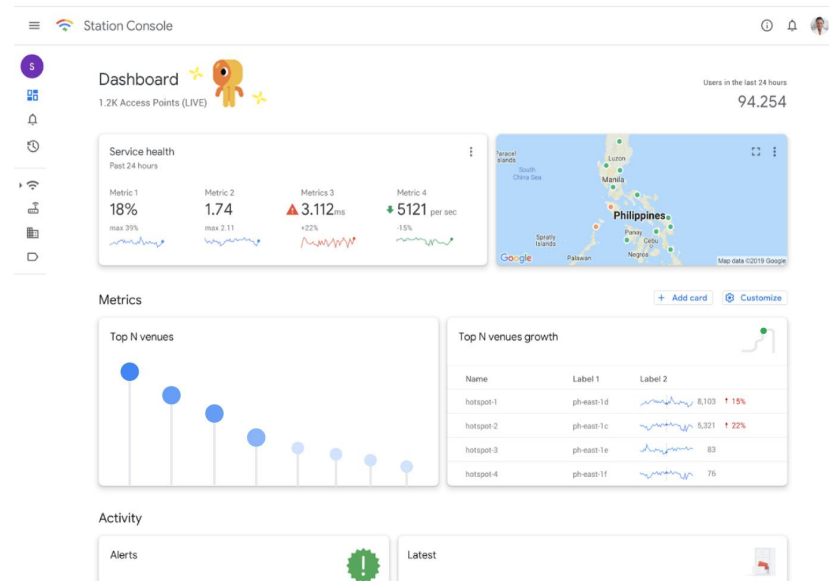 Station Console
S
Dashboard
1.2K Access Points (LIVE)
Users in the last 24 hours
94.254
Service health
Past 24 hours
Metric 1
18%
max 39%
Metric 2
1.74
max 2.11
Metrics 3
3.112ms
+22%
Metric 4
5121 per sec
-15%
Paracel
Islands
South
China Sea
Luzon
Manila
Philippines
Panay
Cebu
Spratly
Islands
Negros
Palawan
Google
Map data ©2019 Google
Metrics
+ Add card
Customize
Top N venues
Top N venues growth
Name Label 1 Label 2
hotspot-1 ph-east-1d 8,103 ↑ 15%
hotspot-2 ph-east-1c 5,321 ↑ 22%
hotspot-3 ph-east-1e 83
hotspot-4 ph-east-1f 76
Activity
Alerts
Latest